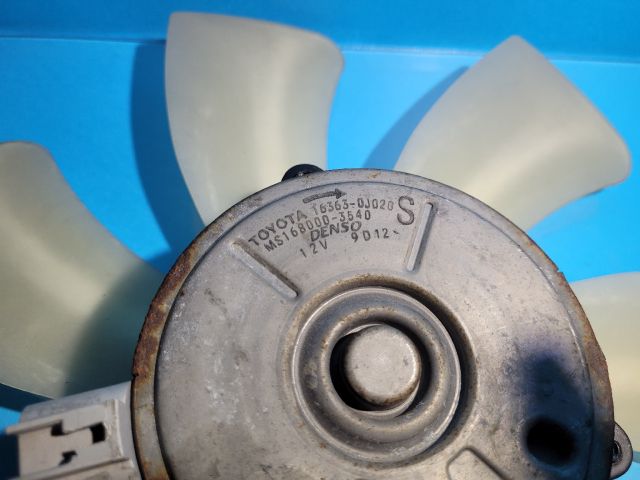 TOYOTA 16363-0J020 S
MS168000-3540
DENSO
12V 9D12-